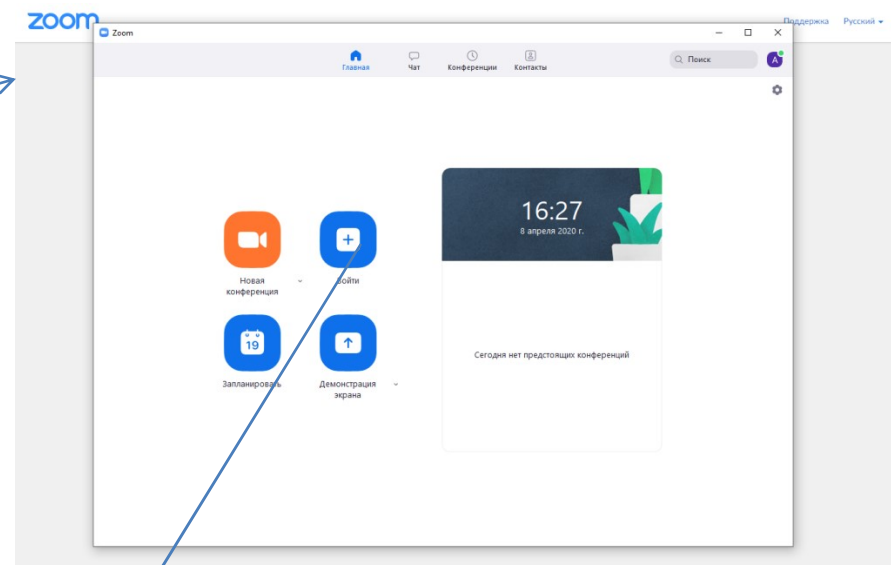 zoom
Поддержка Русский
Zoom
Главная Чат Конференции Контакты
Поиск
A
16:27
8 апреля 2020 г.
Новая
конференция
Войти
19
Запланировать
Демонстрация
экрана
Сегодня нет предстоящих конференций